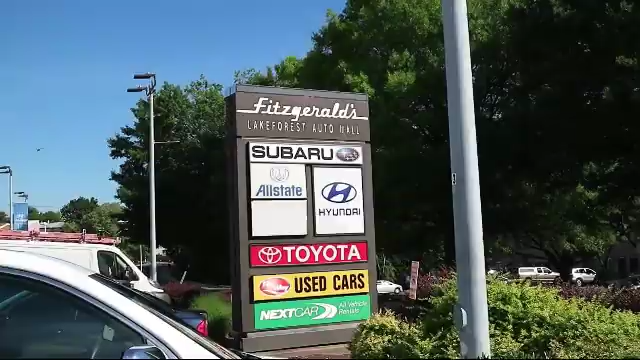 Fitzgerald's
LAKEFOREST AUTO MALL
SUBARU
Allstate
HYUNDAI
TOYOTA
USED CARS
NEXTCAR All Vehicle
Rentals